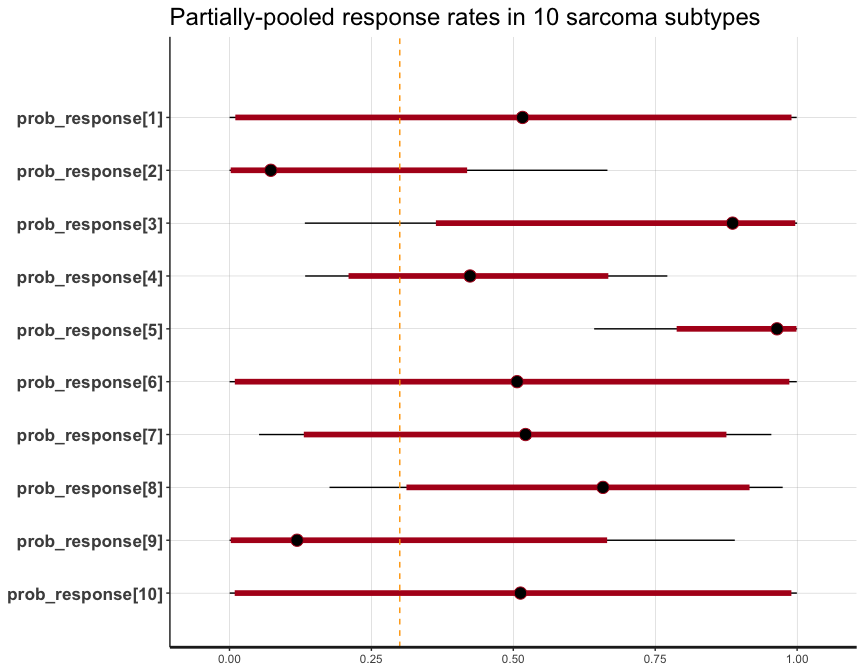 Partially-pooled response rates in 10 sarcoma subtypes
prob_response[1]
prob_response[2]
prob_response[3]
prob_response[4]
prob_response[5]
prob_response[6]
prob_response[7]
prob_response[8]
prob_response[9]
prob_response[10]
0.00 0.25 0.50 0.75 1.00